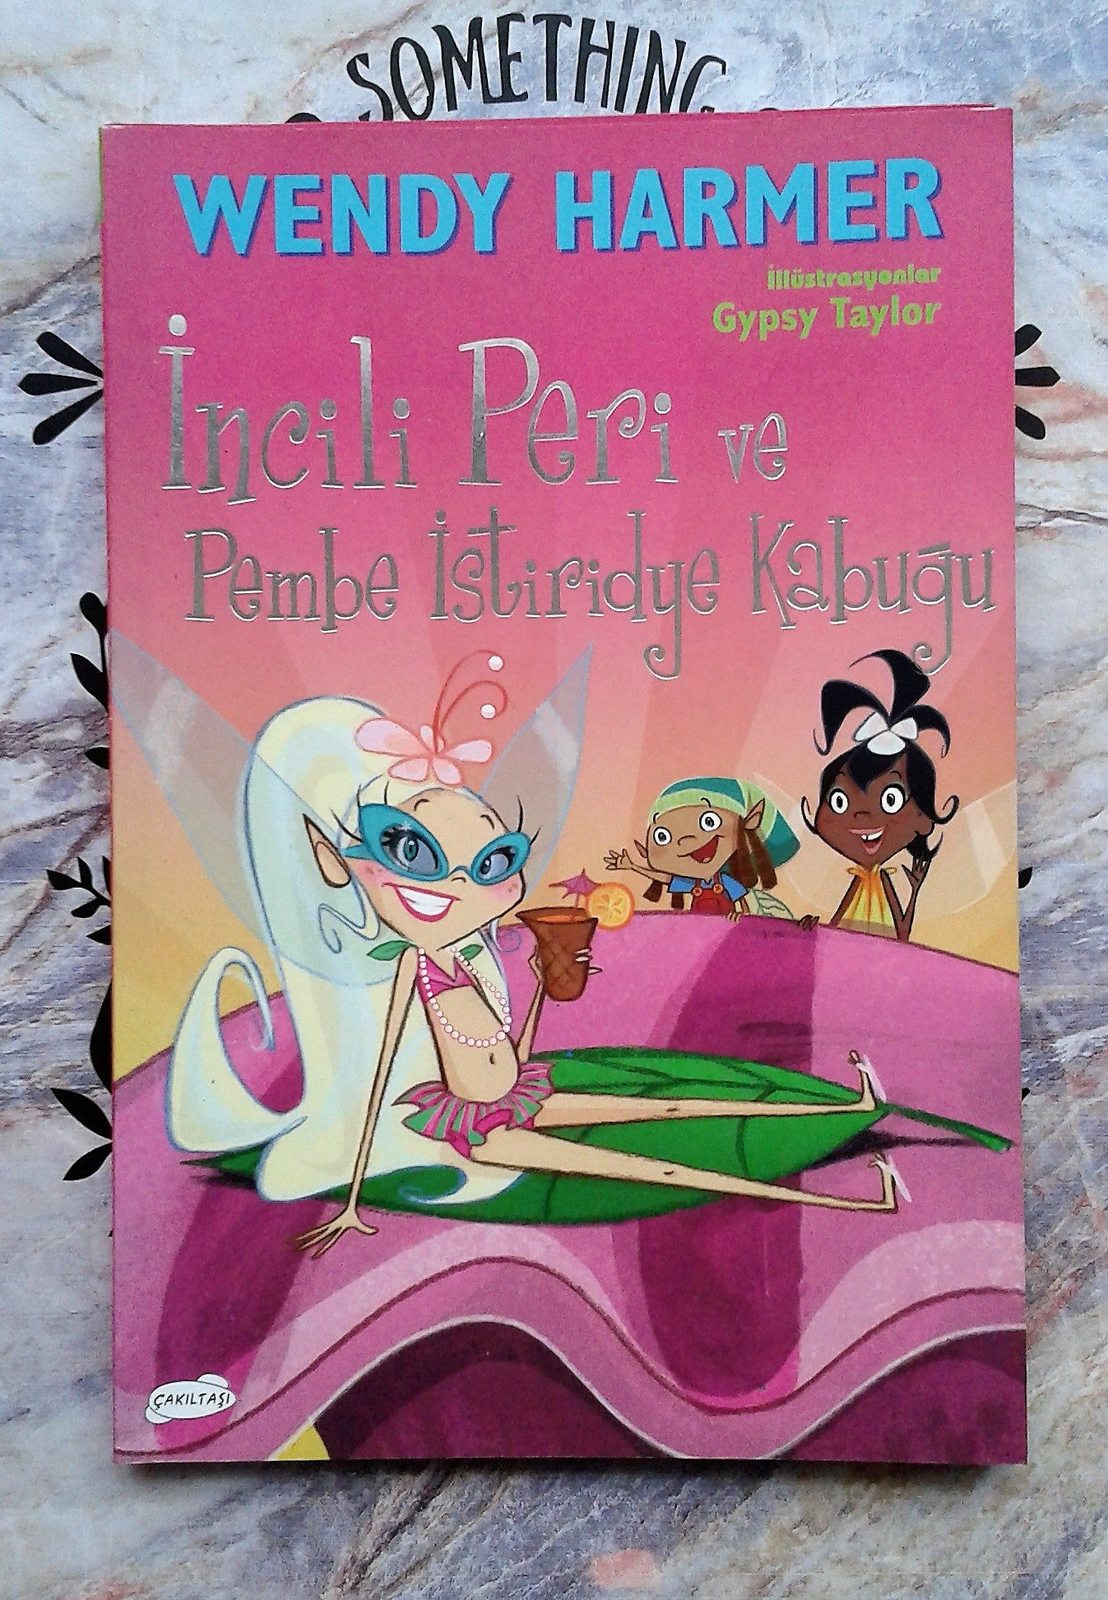 SOMETHING
WENDY HARMER
İllüstrasyonlar
Gypsy Taylor
İncili Peri ve
Pembe İstiridye Kabuğu
ÇAKILTAŞI